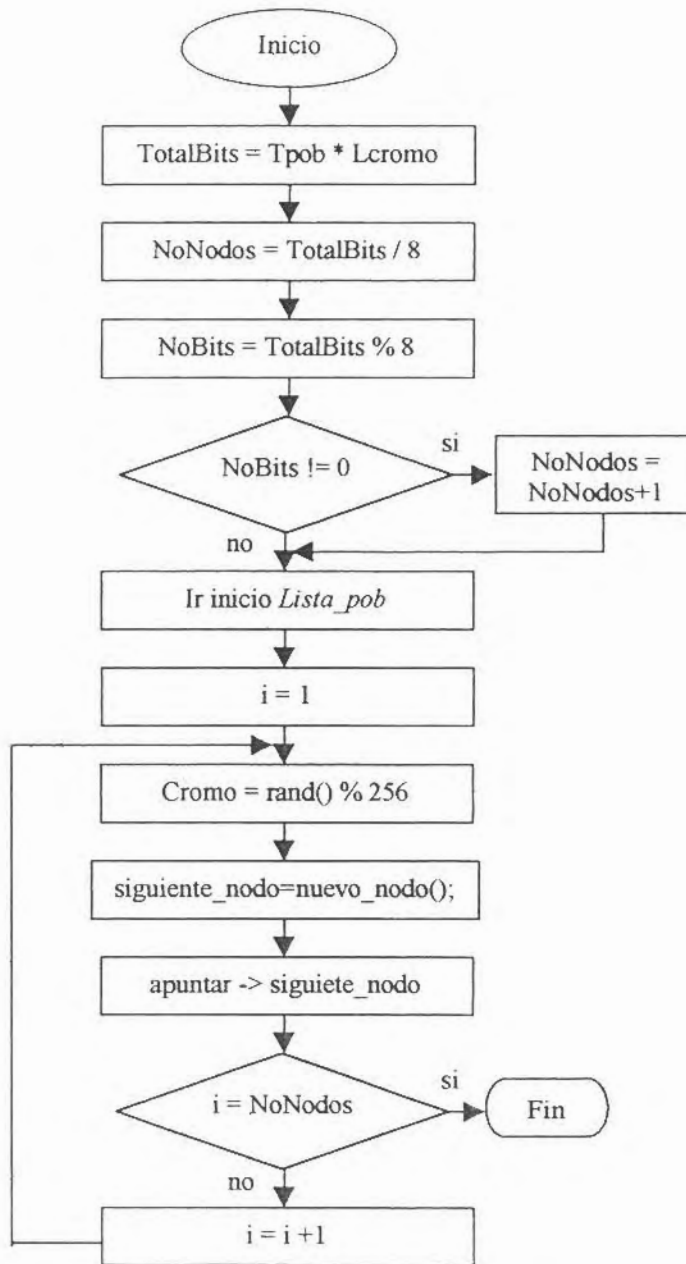 Inicio
TotalBits = Tpob * Lcromo
NoNodos = TotalBits / 8
NoBits = TotalBits % 8
NoBits != 0
si
NoNodos =
NoNodos+1
no
Ir inicio Lista_pob
i = 1
Cromo = rand() % 256
siguiente_nodo=nuevo_nodo();
apuntar -> siguiete_nodo
i = NoNodos
si
Fin
no
i = i +1